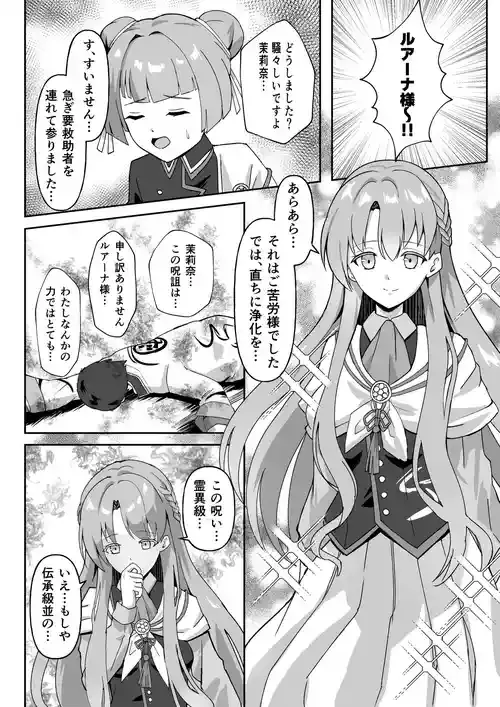 ルアーナ様~!!
どうしました?
騒々しいですよ
茉莉奈…
す、すいません…
急ぎ要救助者を
連れて参りました…
あらあら…
それはご苦労様でした
では、直ちに浄化を…
茉莉奈…
この呪詛は…
申し訳ありません
ルアーナ様…
わたしなんかの
力ではとても…
この呪い…
霊異級…
いえ…もしや
伝承級並の…